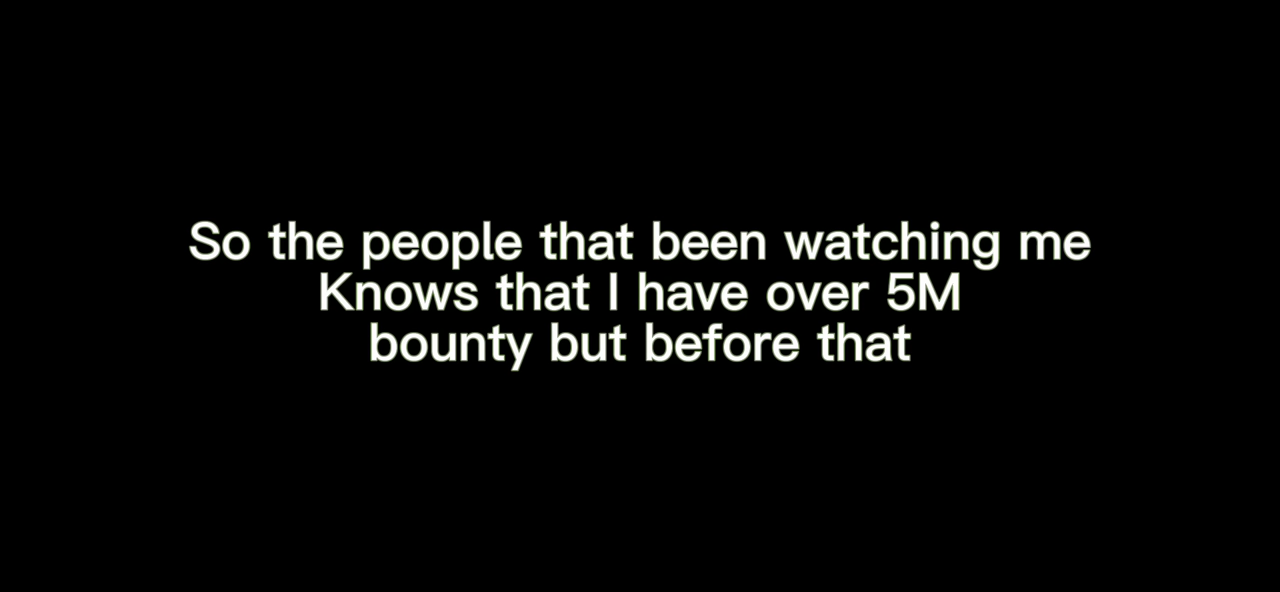 So the people that been watching me
Knows that I have over 5M
bounty but before that